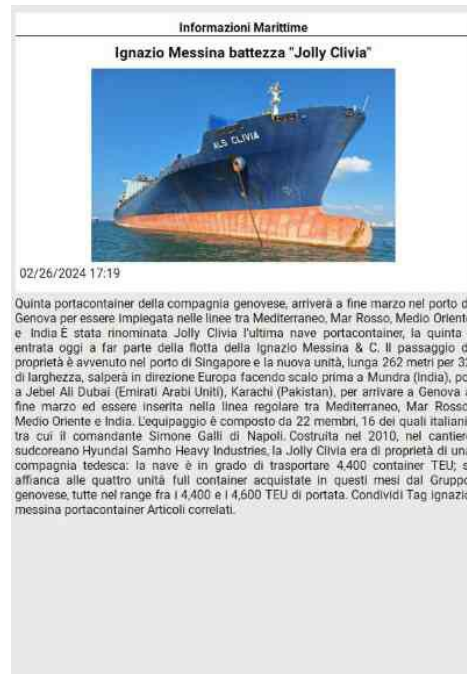 Informazioni Marittime
Ignazio Messina battezza "Jolly Clivia"
ALS CLIVIA
02/26/2024 17:19
Quinta portacontainer della compagnia genovese, arriverà a fine marzo nel porto d
Genova per essere impiegata nelle linee tra Mediterraneo, Mar Rosso, Medio Orient
e India È stata rinominata Jolly Clivia l'ultima nave portacontainer, la quinta
entrata oggi a far parte della flotta della Ignazio Messina & C. Il passaggio d
proprietà è avvenuto nel porto di Singapore e la nuova unità, lunga 262 metri per 32
di larghezza, salperà in direzione Europa facendo scalo prima a Mundra (India), po
a Jebel Ali Dubai (Emirati Arabi Uniti), Karachi (Pakistan), per arrivare a Genova a
fine marzo ed essere inserita nella linea regolare tra Mediterraneo, Mar Rosso
Medio Oriente e India. L'equipaggio è composto da 22 membri, 16 dei quali italiani
tra cui il comandante Simone Galli di Napoli. Costruita nel 2010, nel cantier
sudcoreano Hyundai Samho Heavy Industries, la Jolly Clivia era di proprietà di una
compagnia tedesca: la nave è in grado di trasportare 4,400 container TEU; s
affianca alle quattro unità full container acquistate in questi mesi dal Gruppo
genovese, tutte nel range fra i 4,400 e i 4,600 TEU di portata. Condividi Tag ignazio
messina portacontainer Articoli correlati.